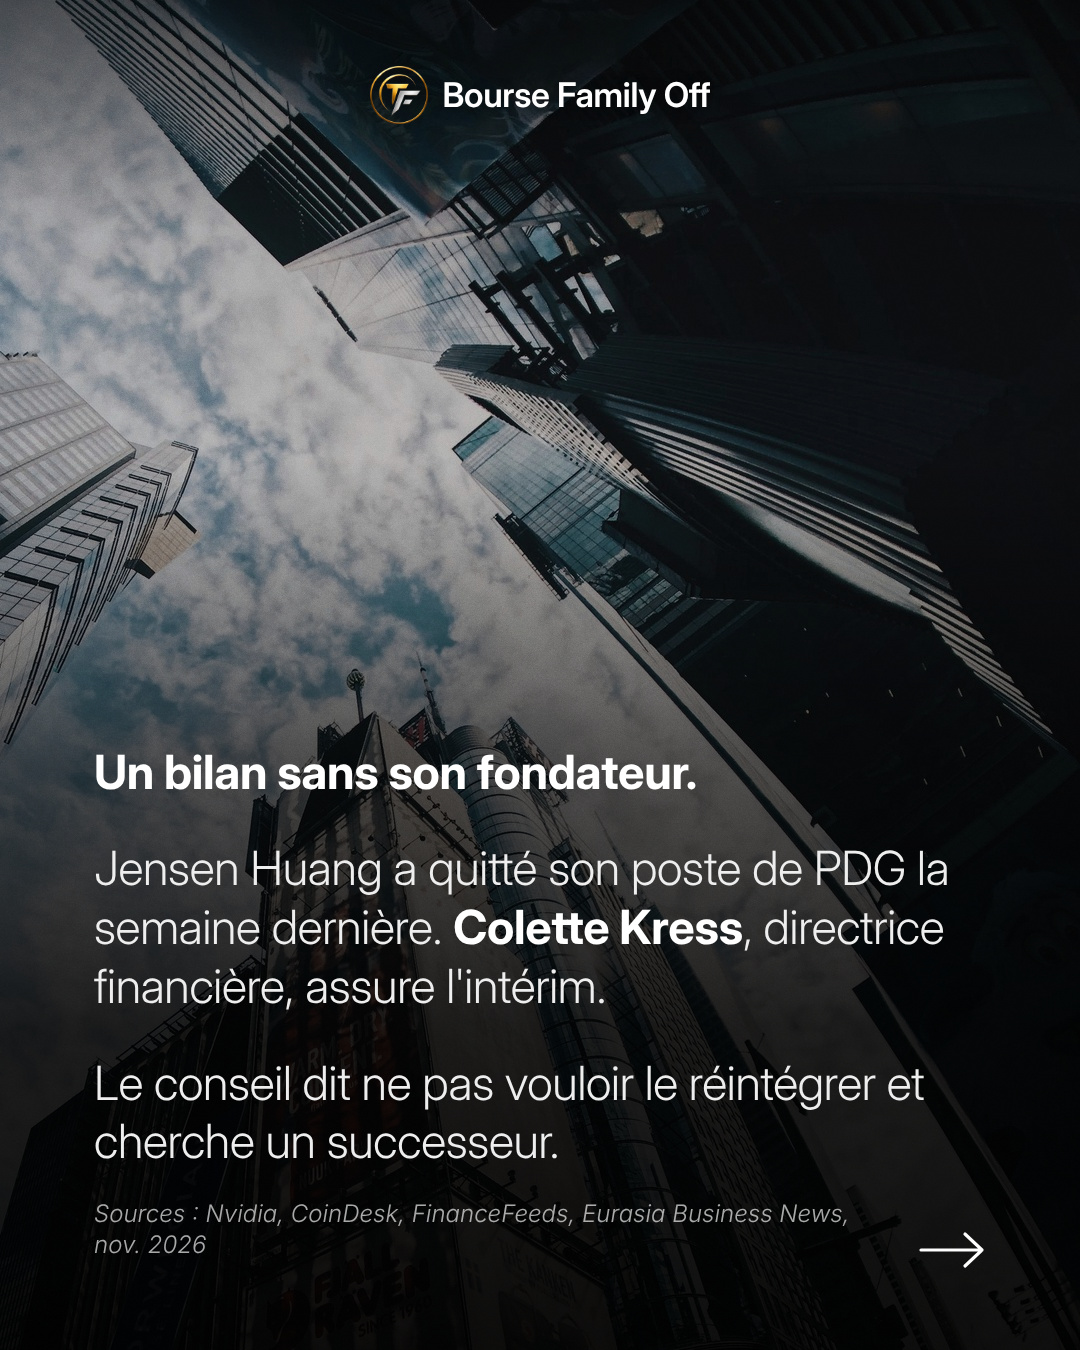 Bourse Family Off
Un bilan sans son fondateur.
Jensen Huang a quitté son poste de PDG la
semaine dernière. Colette Kress, directrice
financière, assure l'intérim.
Le conseil dit ne pas vouloir le réintégrer et
cherche un successeur.
Sources : Nvidia, CoinDesk, FinanceFeeds, Eurasia Business News,
nov. 2026